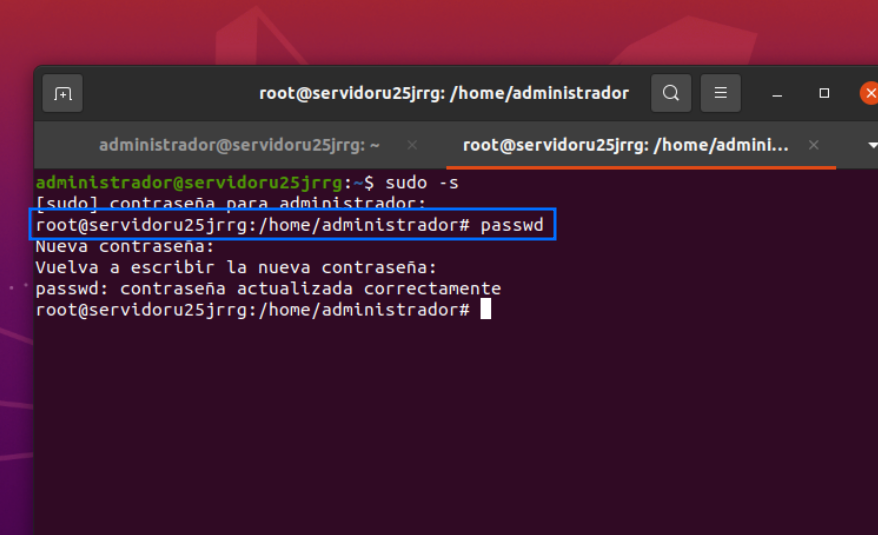 root@servidoru25jrrg: /home/administrador
administrador@servidoru25jrrg: ~
root@servidoru25jrrg: /home/admini...
administrador@servidoru25jrrg:~$ sudo -s
[sudo] contraseña para administrador:
root@servidoru25jrrg:/home/administrador# passwd
Nueva contraseña:
Vuelva a escribir la nueva contraseña:
passwd: contraseña actualizada correctamente
root@servidoru25jrrg:/home/administrador#